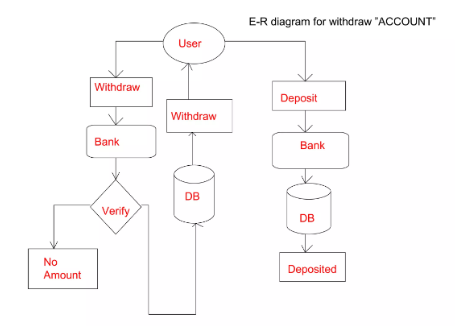 E-R diagram for withdraw "ACCOUNT"
User
Withdraw
Withdraw
Deposit
Bank
Bank
Verify
DB
DB
No
Amount
Deposited